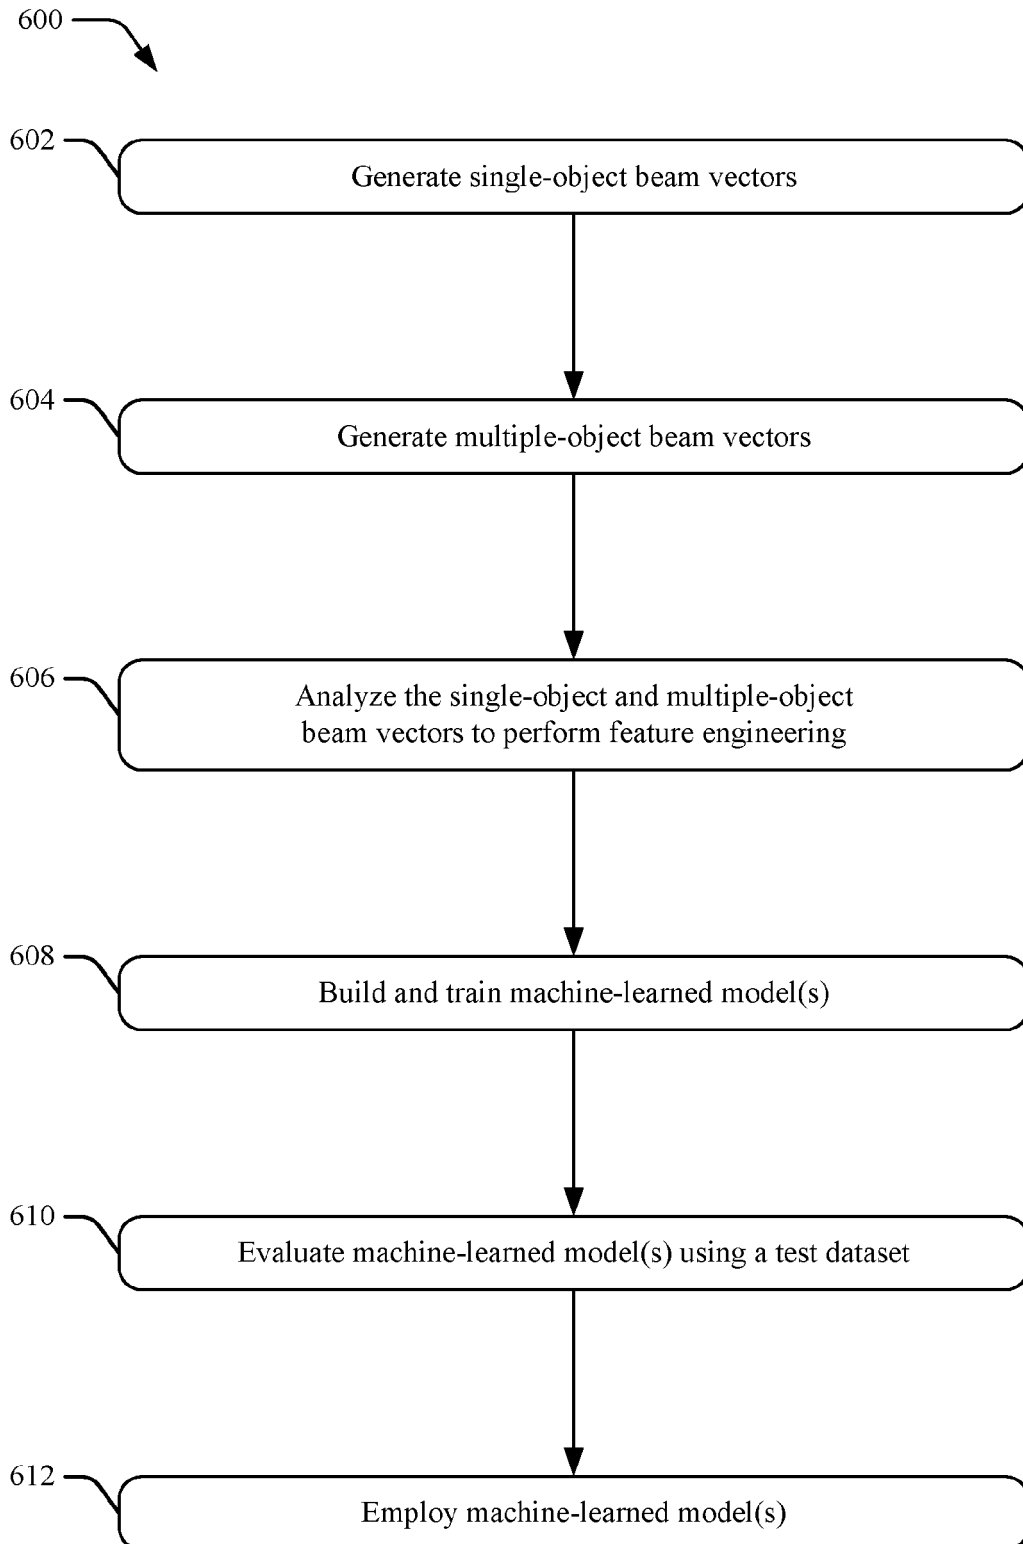 600
602
Generate single-object beam vectors
604
Generate multiple-object beam vectors
606
Analyze the single-object and multiple-object
beam vectors to perform feature engineering
608
Build and train machine-learned model(s)
610
Evaluate machine-learned model(s) using a test dataset
612
Employ machine-learned model(s)